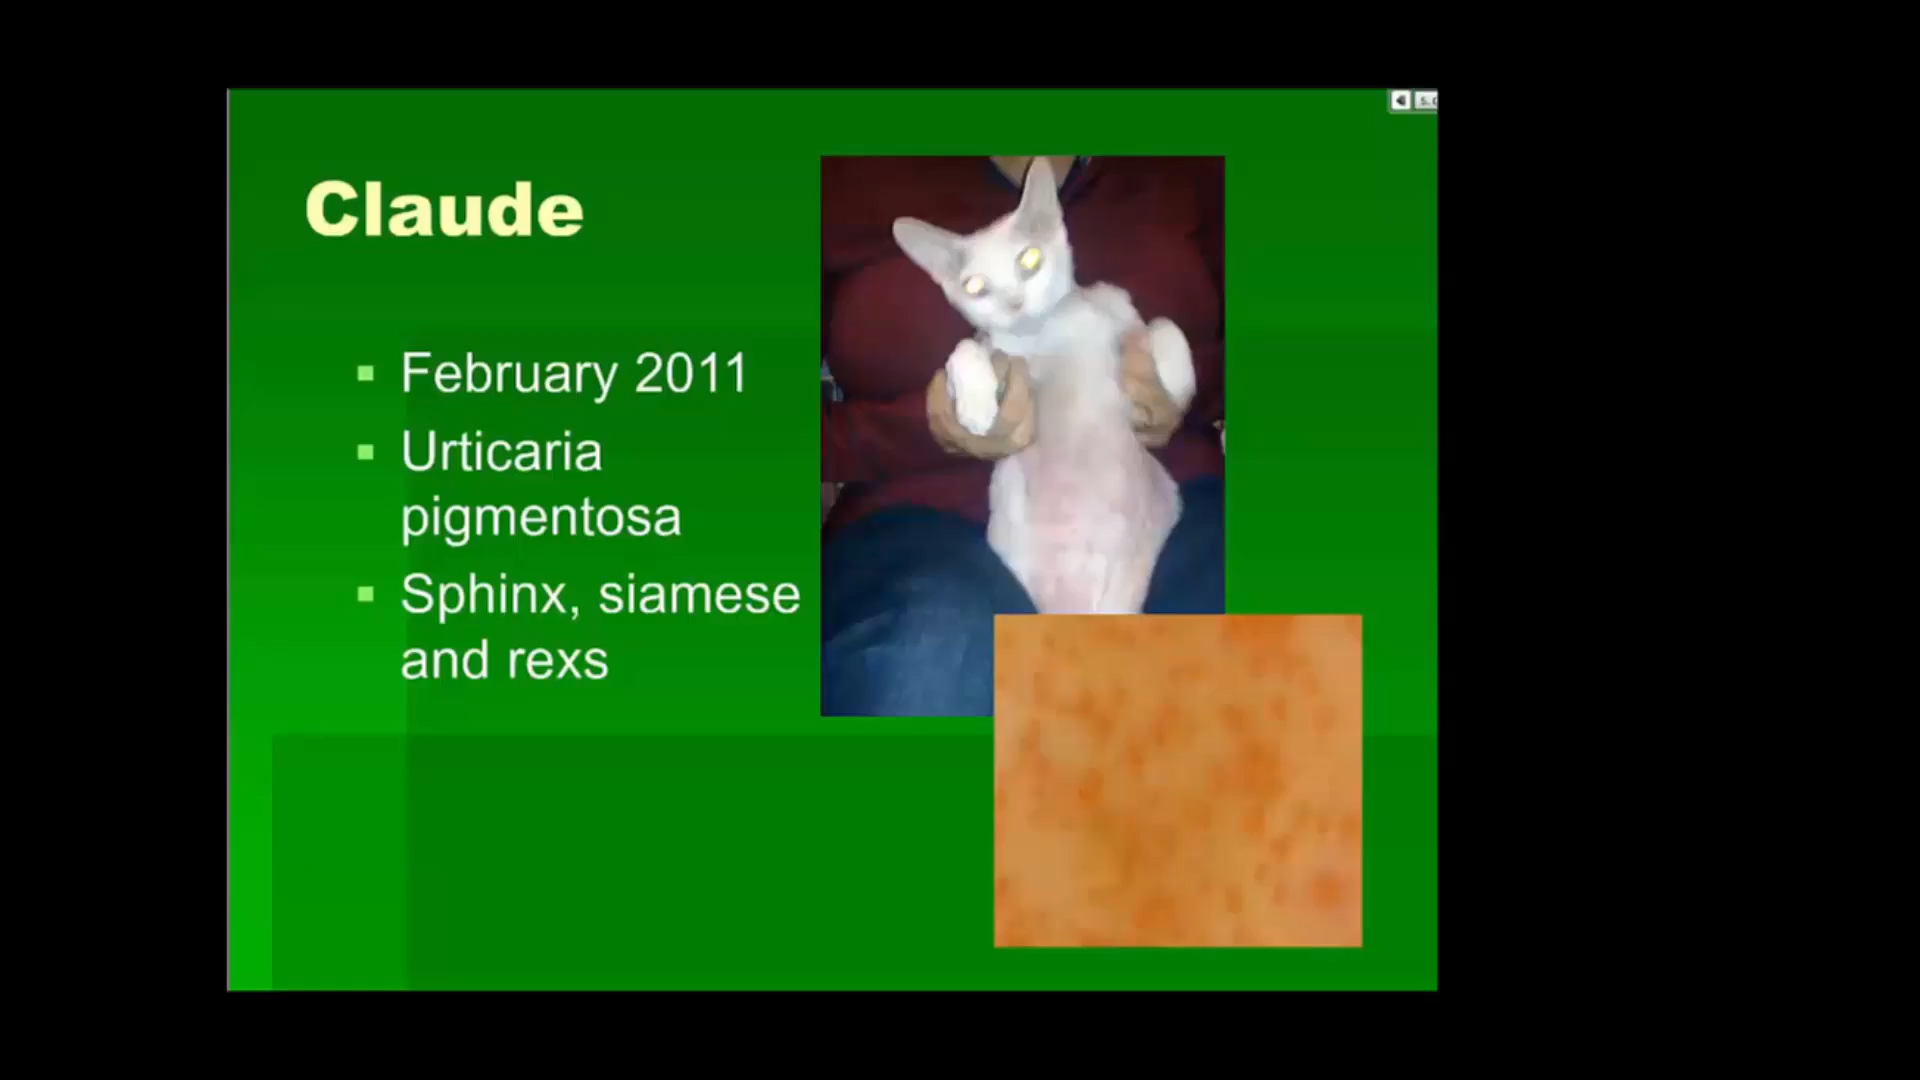 Claude
February 2011
Urticaria
pigmentosa
Sphinx, siamese
and rexs